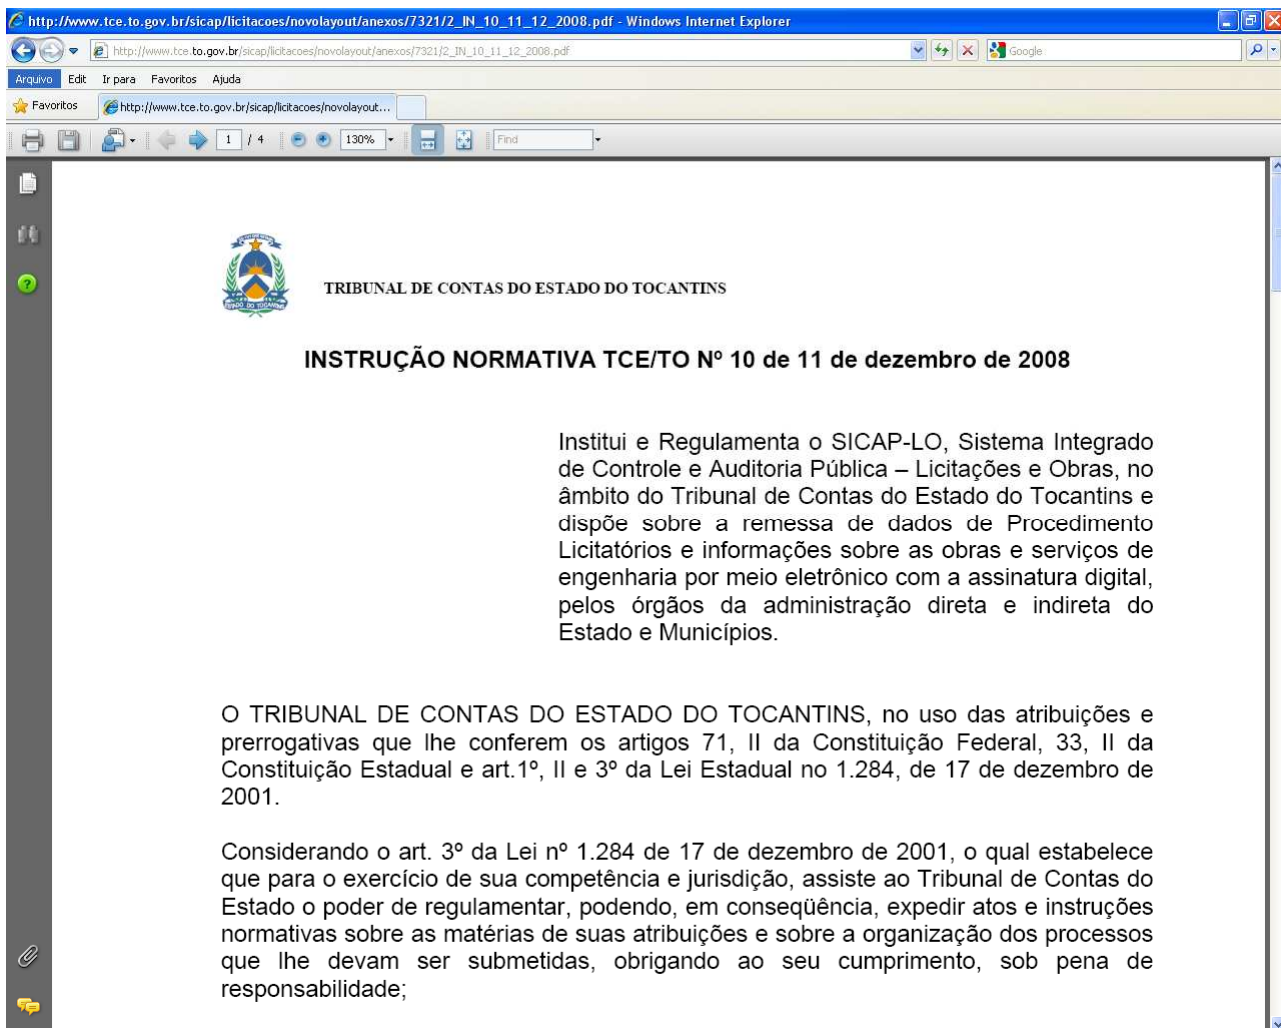 http://www.tce.to.gov.br/sicap/licitacoes/novolayout/anexos/7321/2_IN_10_11_12_2008.pdf - Windows Internet Explorer
http://www.tce.to.gov.br/sicap/licitacoes/novolayout/anexos/7321/2_IN_10_11_12_2008.pdf
Google
Arquivo Edit Ir para Favoritos Ajuda
Favoritos http://www.tce.to.gov.br/sicap/licitacoes/novolayout...
1 / 4 130% Find
TRIBUNAL DE CONTAS DO ESTADO DO TOCANTINS
INSTRUÇÃO NORMATIVA TCE/TO Nº 10 de 11 de dezembro de 2008
Institui e Regulamenta o SICAP-LO, Sistema Integrado
de Controle e Auditoria Pública – Licitações e Obras, no
âmbito do Tribunal de Contas do Estado do Tocantins e
dispõe sobre a remessa de dados de Procedimento
Licitatórios e informações sobre as obras e serviços de
engenharia por meio eletrônico com a assinatura digital,
pelos órgãos da administração direta e indireta do
Estado e Municípios.
O TRIBUNAL DE CONTAS DO ESTADO DO TOCANTINS, no uso das atribuições e
prerrogativas que lhe conferem os artigos 71, II da Constituição Federal, 33, II da
Constituição Estadual e art.1º, II e 3º da Lei Estadual no 1.284, de 17 de dezembro de
2001.
Considerando o art. 3º da Lei nº 1.284 de 17 de dezembro de 2001, o qual estabelece
que para o exercício de sua competência e jurisdição, assiste ao Tribunal de Contas do
Estado o poder de regulamentar, podendo, em conseqüência, expedir atos e instruções
normativas sobre as matérias de suas atribuições e sobre a organização dos processos
que lhe devam ser submetidas, obrigando ao seu cumprimento, sob pena de
responsabilidade;